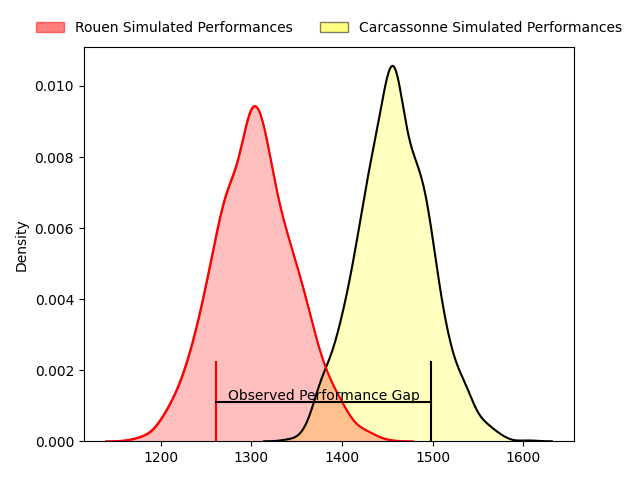 Rouen Simulated Performances
Carcassonne Simulated Performances
0.010
0.008
0.006
0.004
0.002
0.000
Density
Observed Performance Gap
1200 1300 1400 1500 1600